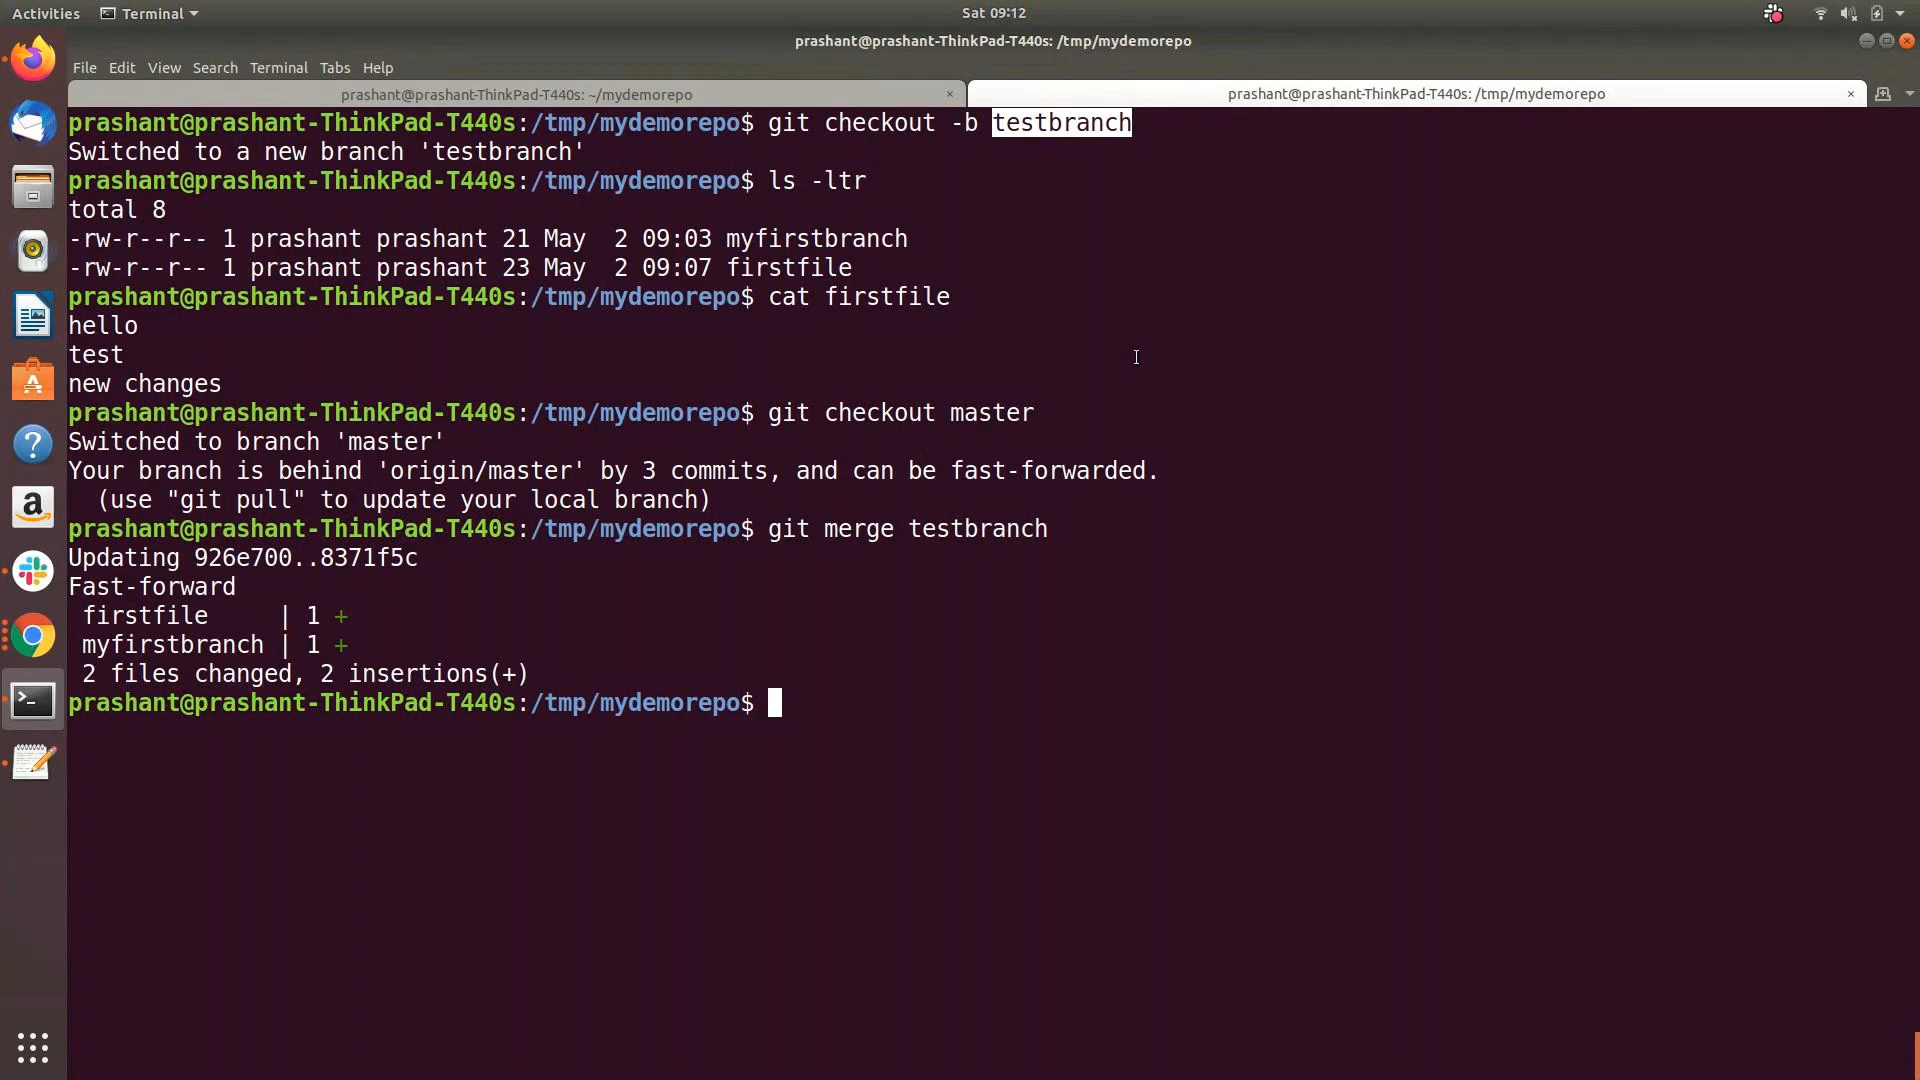 Activities Terminal Sat 09:12
prashant@prashant-ThinkPad-T440s: /tmp/mydemorepo
File Edit View Search Terminal Tabs Help
prashant@prashant-ThinkPad-T440s: ~/mydemorepo × prashant@prashant-ThinkPad-T440s: /tmp/mydemorepo ×
prashant@prashant-ThinkPad-T440s:/tmp/mydemorepo$ git checkout -b testbranch
Switched to a new branch 'testbranch'
prashant@prashant-ThinkPad-T440s:/tmp/mydemorepo$ ls -ltr
total 8
-rw-r--r-- 1 prashant prashant 21 May  2 09:03 myfirstbranch
-rw-r--r-- 1 prashant prashant 23 May  2 09:07 firstfile
prashant@prashant-ThinkPad-T440s:/tmp/mydemorepo$ cat firstfile
hello
test
new changes
prashant@prashant-ThinkPad-T440s:/tmp/mydemorepo$ git checkout master
Switched to branch 'master'
Your branch is behind 'origin/master' by 3 commits, and can be fast-forwarded.
  (use "git pull" to update your local branch)
prashant@prashant-ThinkPad-T440s:/tmp/mydemorepo$ git merge testbranch
Updating 926e700..8371f5c
Fast-forward
 firstfile     | 1 +
 myfirstbranch | 1 +
 2 files changed, 2 insertions(+)
prashant@prashant-ThinkPad-T440s:/tmp/mydemorepo$